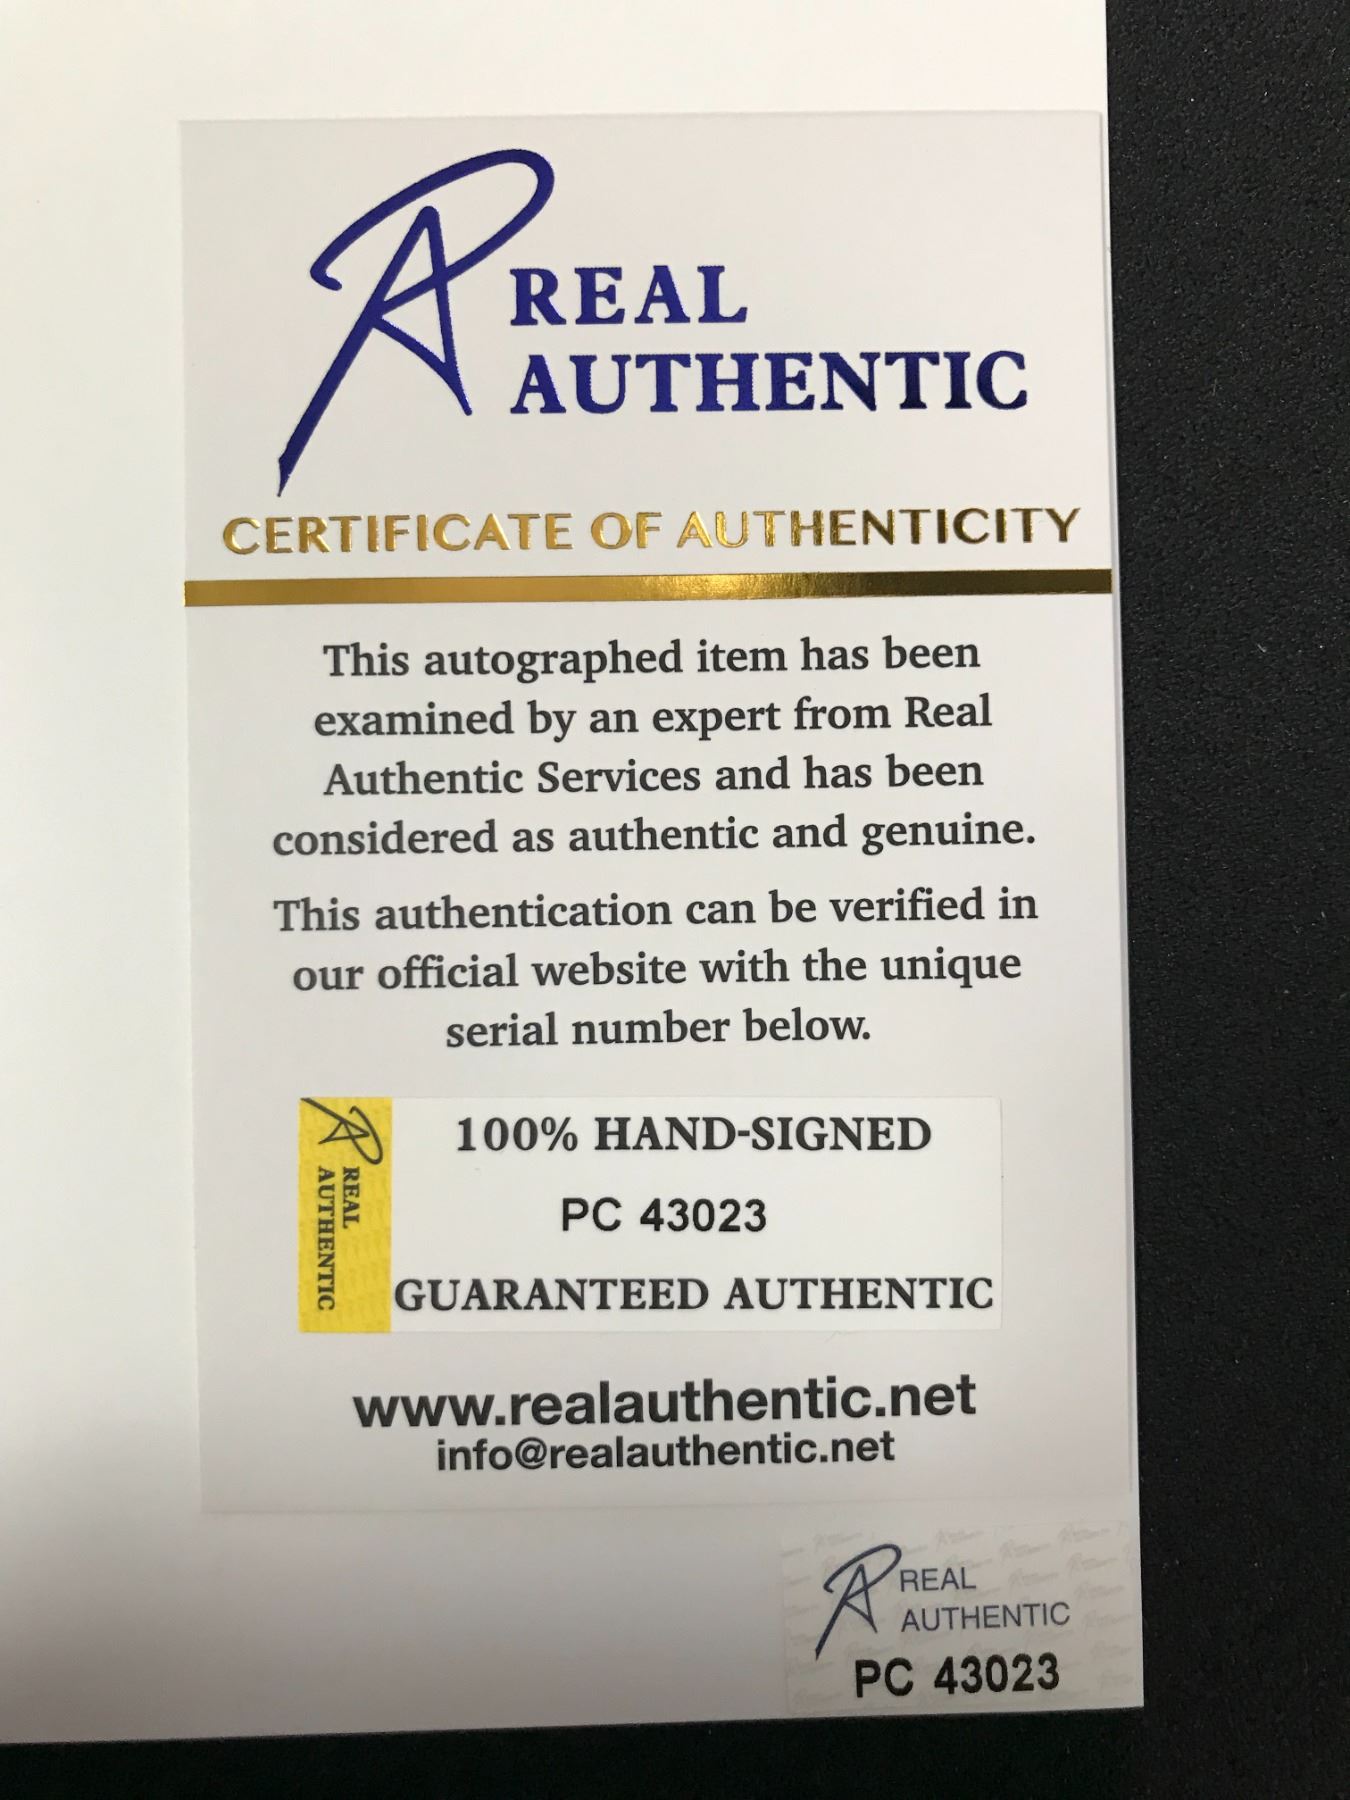 REAL
AUTHENTIC
CERTIFICATE OF AUTHENTICITY
This autographed item has been
examined by an expert from Real
Authentic Services and has been
considered as authentic and genuine.
This authentication can be verified in
our official website with the unique
serial number below.
REAL
AUTHENTIC
100% HAND-SIGNED
PC 43023
GUARANTEED AUTHENTIC
www.realauthentic.net
info@realauthentic.net
REAL
AUTHENTIC
PC 43023